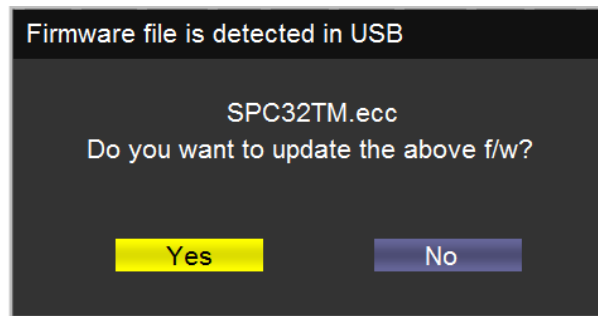 Firmware file is detected in USB
SPC32TM.ecc
Do you want to update the above f/w?
Yes
No